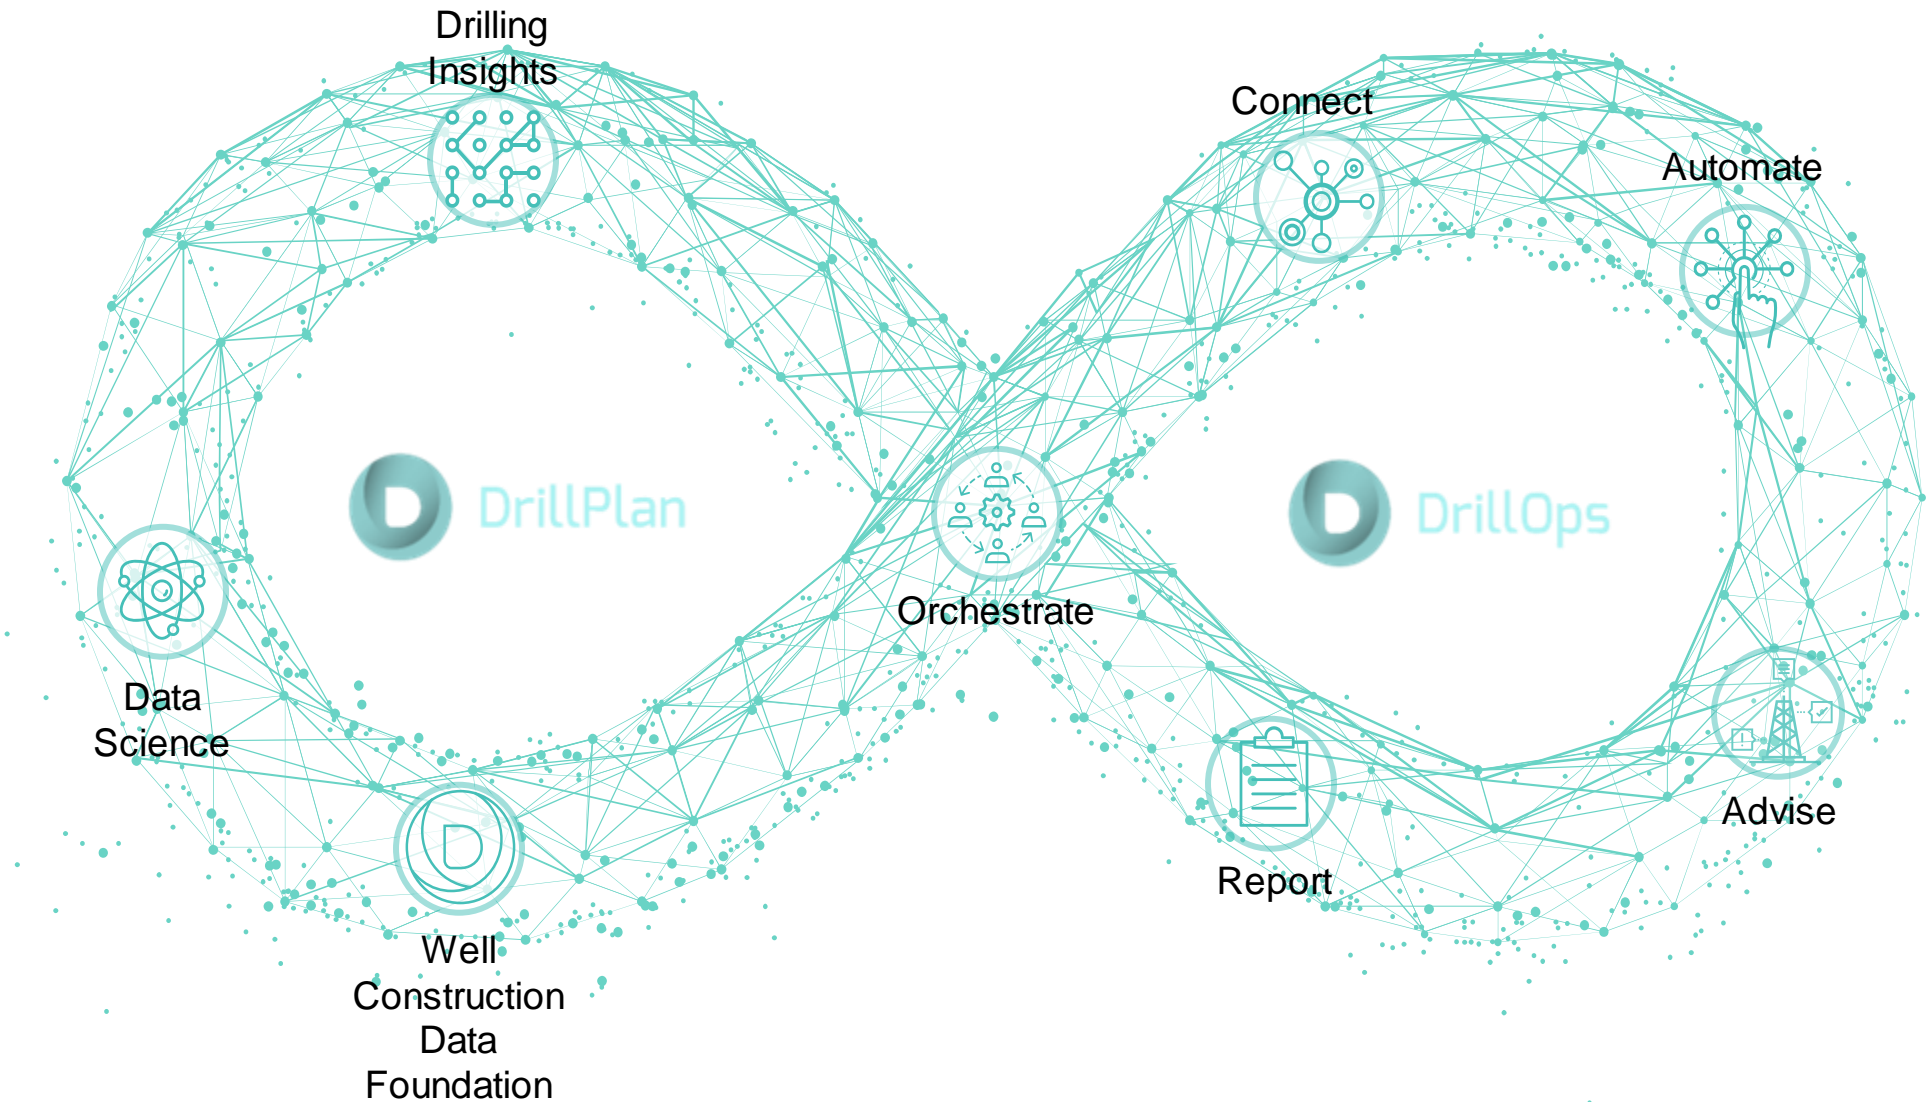 Drilling
Insights
Connect
Automate
DrillPlan
DrillOps
Orchestrate
Data
Science
Advise
Report
Well
Construction
Data
Foundation